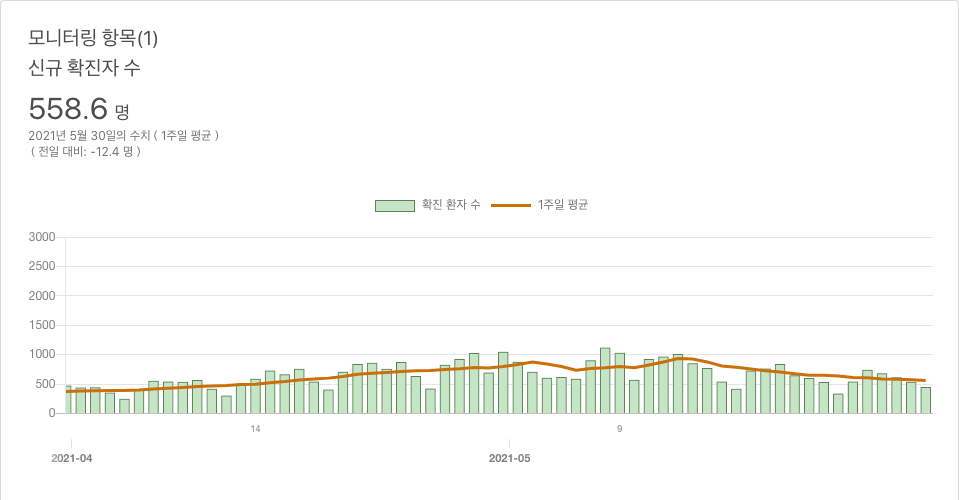 모니터링 항목(1)
신규 확진자 수
558.6 명
2021년 5월 30일의 수치 ( 1주일 평균 )
( 전일 대비: -12.4 명 )
확진 환자 수 1주일 평균
3000
2500
2000
1500
1000
500
0
14 9
2021-04 2021-05